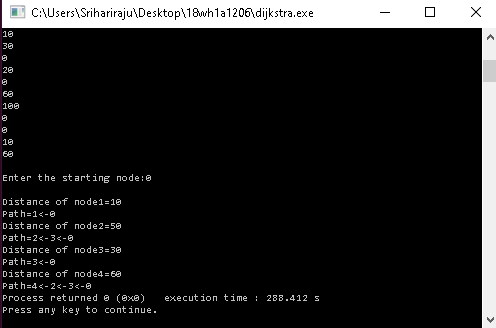 C:\Users\Srihariraju\Desktop\18wh1a1206\dijkstra.exe
10
30
0
20
0
60
100
0
0
10
60
Enter the starting node:0
Distance of node1=10
Path=1<-0
Distance of node2=50
Path=2<-3<-0
Distance of node3=30
Path=3<-0
Distance of node4=60
Path=4<-2<-3<-0
Process returned 0 (0x0)   execution time : 288.412 s
Press any key to continue.